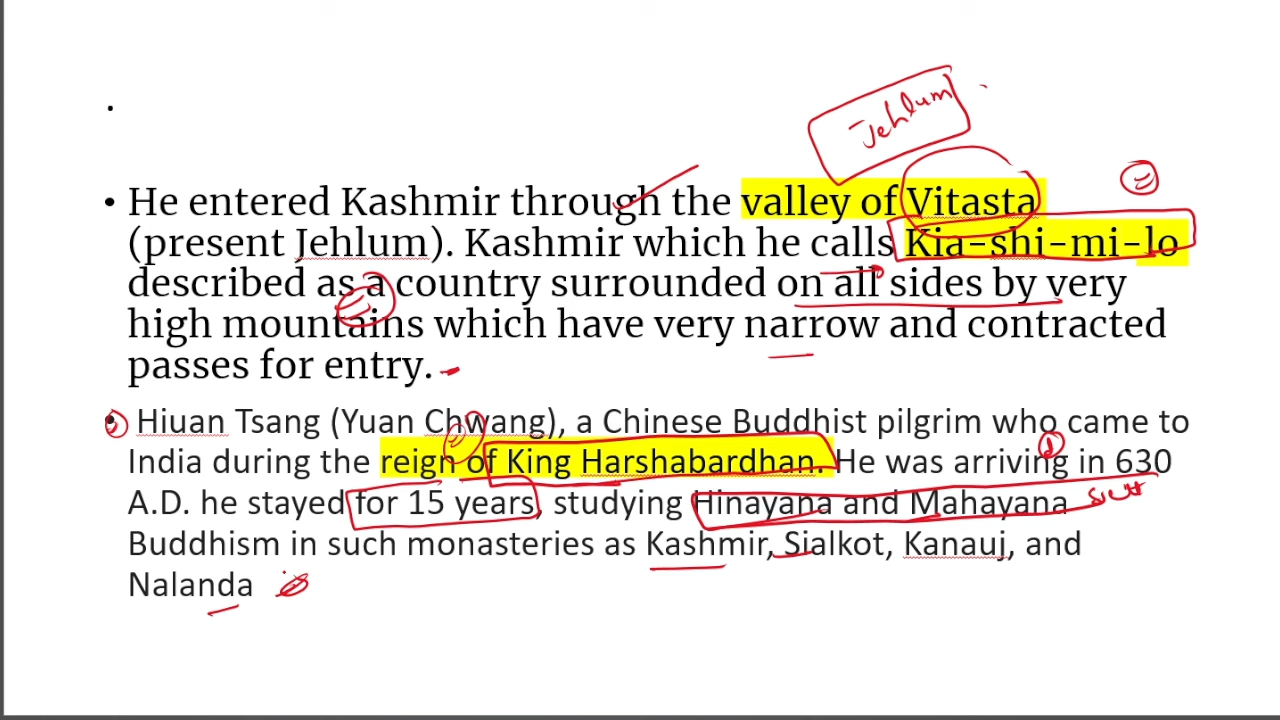 Jehlum
• He entered Kashmir through the valley of Vitasta
(present Jehlum). Kashmir which he calls Kia-shi-mi-lo
described as a country surrounded on all sides by very
high mountains which have very narrow and contracted
passes for entry.
• Hiuan Tsang (Yuan Chwang), a Chinese Buddhist pilgrim who came to
India during the reign of King Harshabardhan. He was arriving in 630
A.D. he stayed for 15 years, studying Hinayana and Mahayana
Buddhism in such monasteries as Kashmir, Sialkot, Kanauj, and
Nalanda